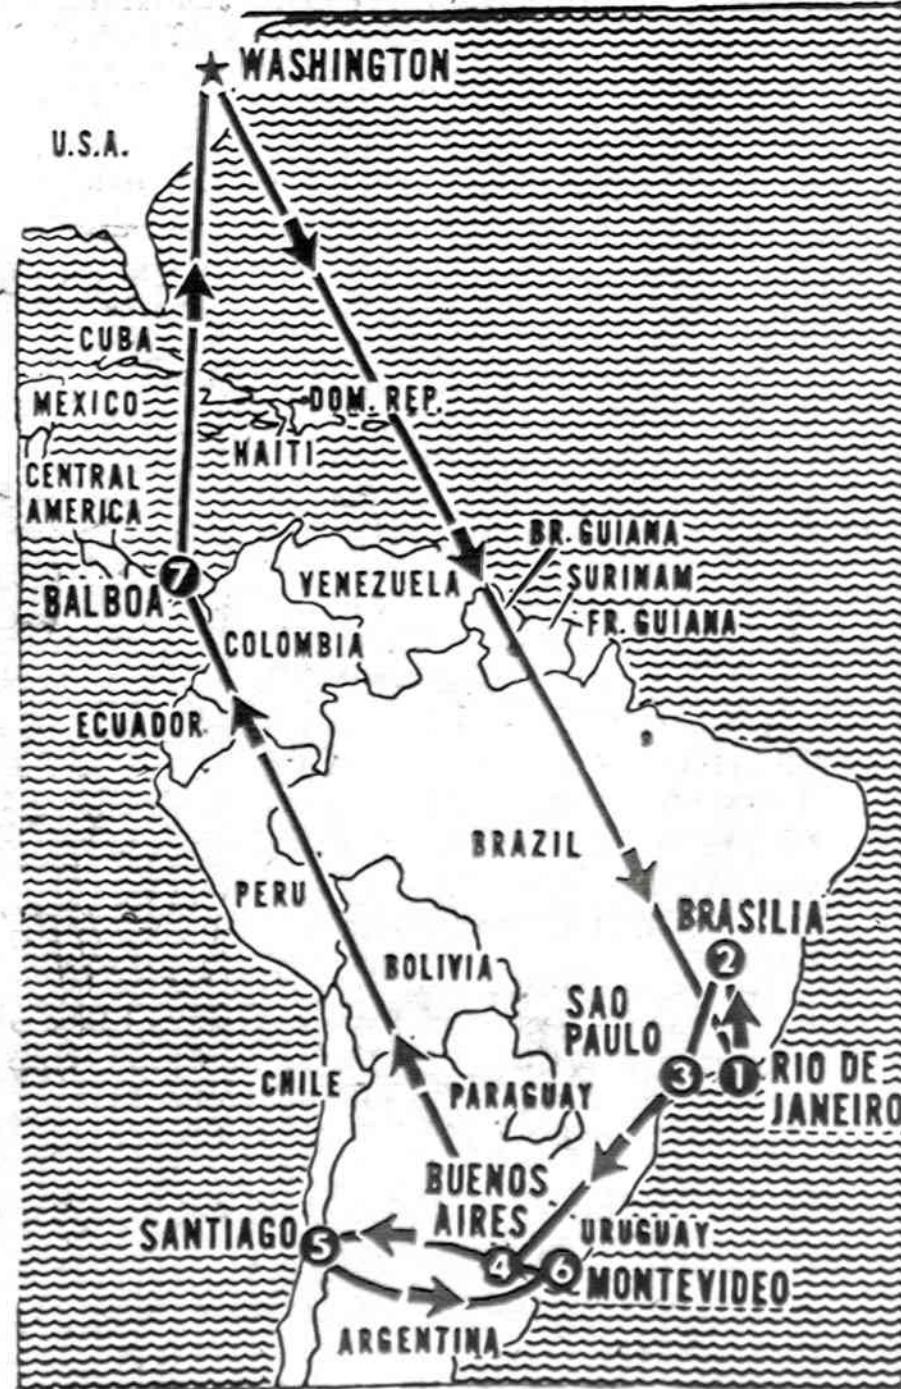 WASHINGTON
U.S.A.
CUBA
MEXICO
DOM. REP.
HAITI
CENTRAL
AMERICA
BR. GUIANA
7
VENEZUELA
SURINAM
BALBOA
FR. GUIANA
COLOMBIA
ECUADOR
BRAZIL
PERU
BRASILIA
2
BOLIVIA
SAO
PAULO
3
1
RIO DE
JANEIRO
CHILE
PARAGUAY
BUENOS
AIRES
SANTIAGO
5
URUGUAY
4
6
MONTEVIDEO
ARGENTINA